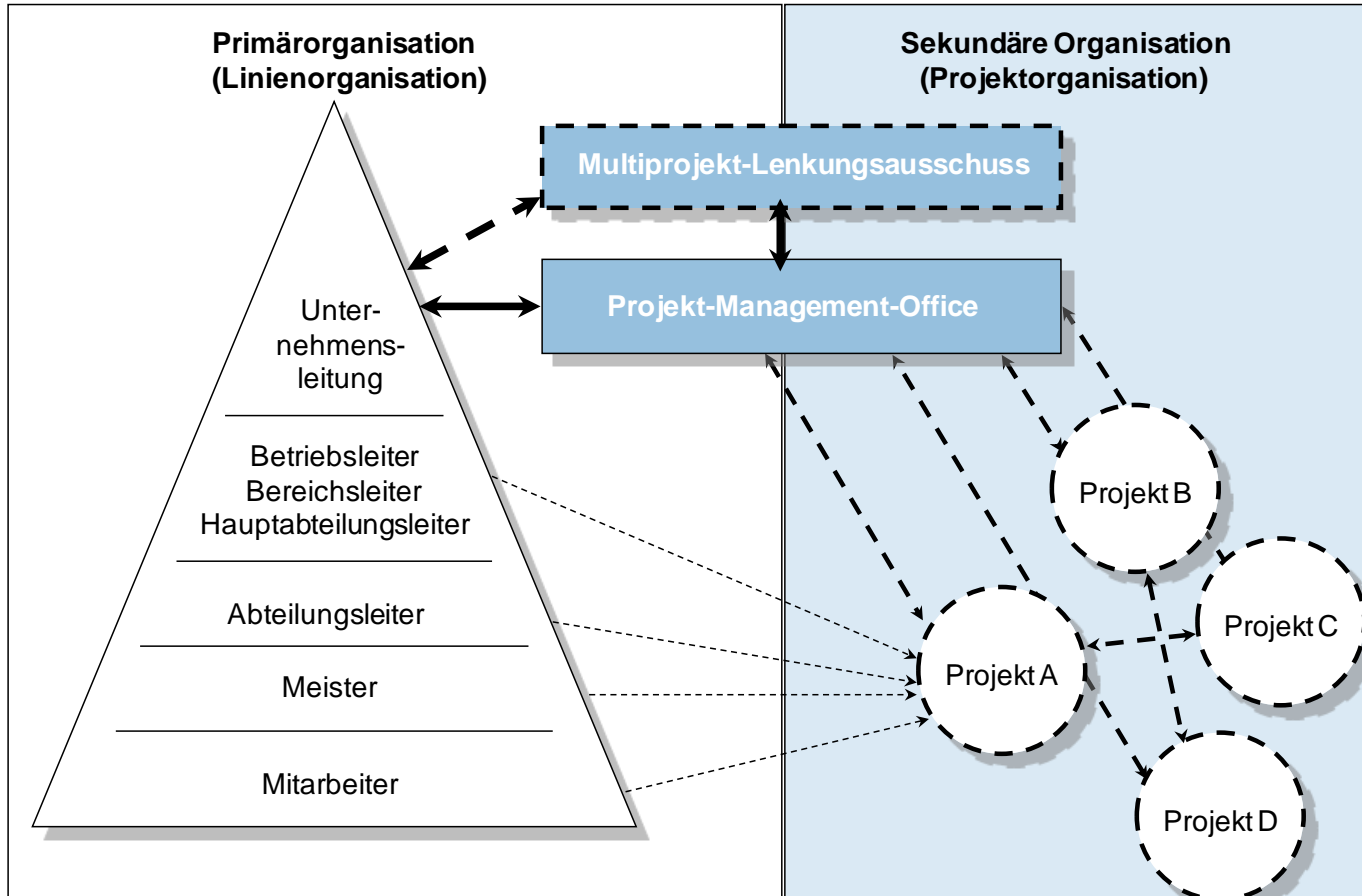 Primärorganisation
(Linienorganisation)
Sekundäre Organisation
(Projektorganisation)
Multiprojekt-Lenkungsausschuss
Projekt-Management-Office
Unter-
nehmens-
leitung
Betriebsleiter
Bereichsleiter
Hauptabteilungsleiter
Abteilungsleiter
Meister
Mitarbeiter
Projekt B
Projekt C
Projekt A
Projekt D